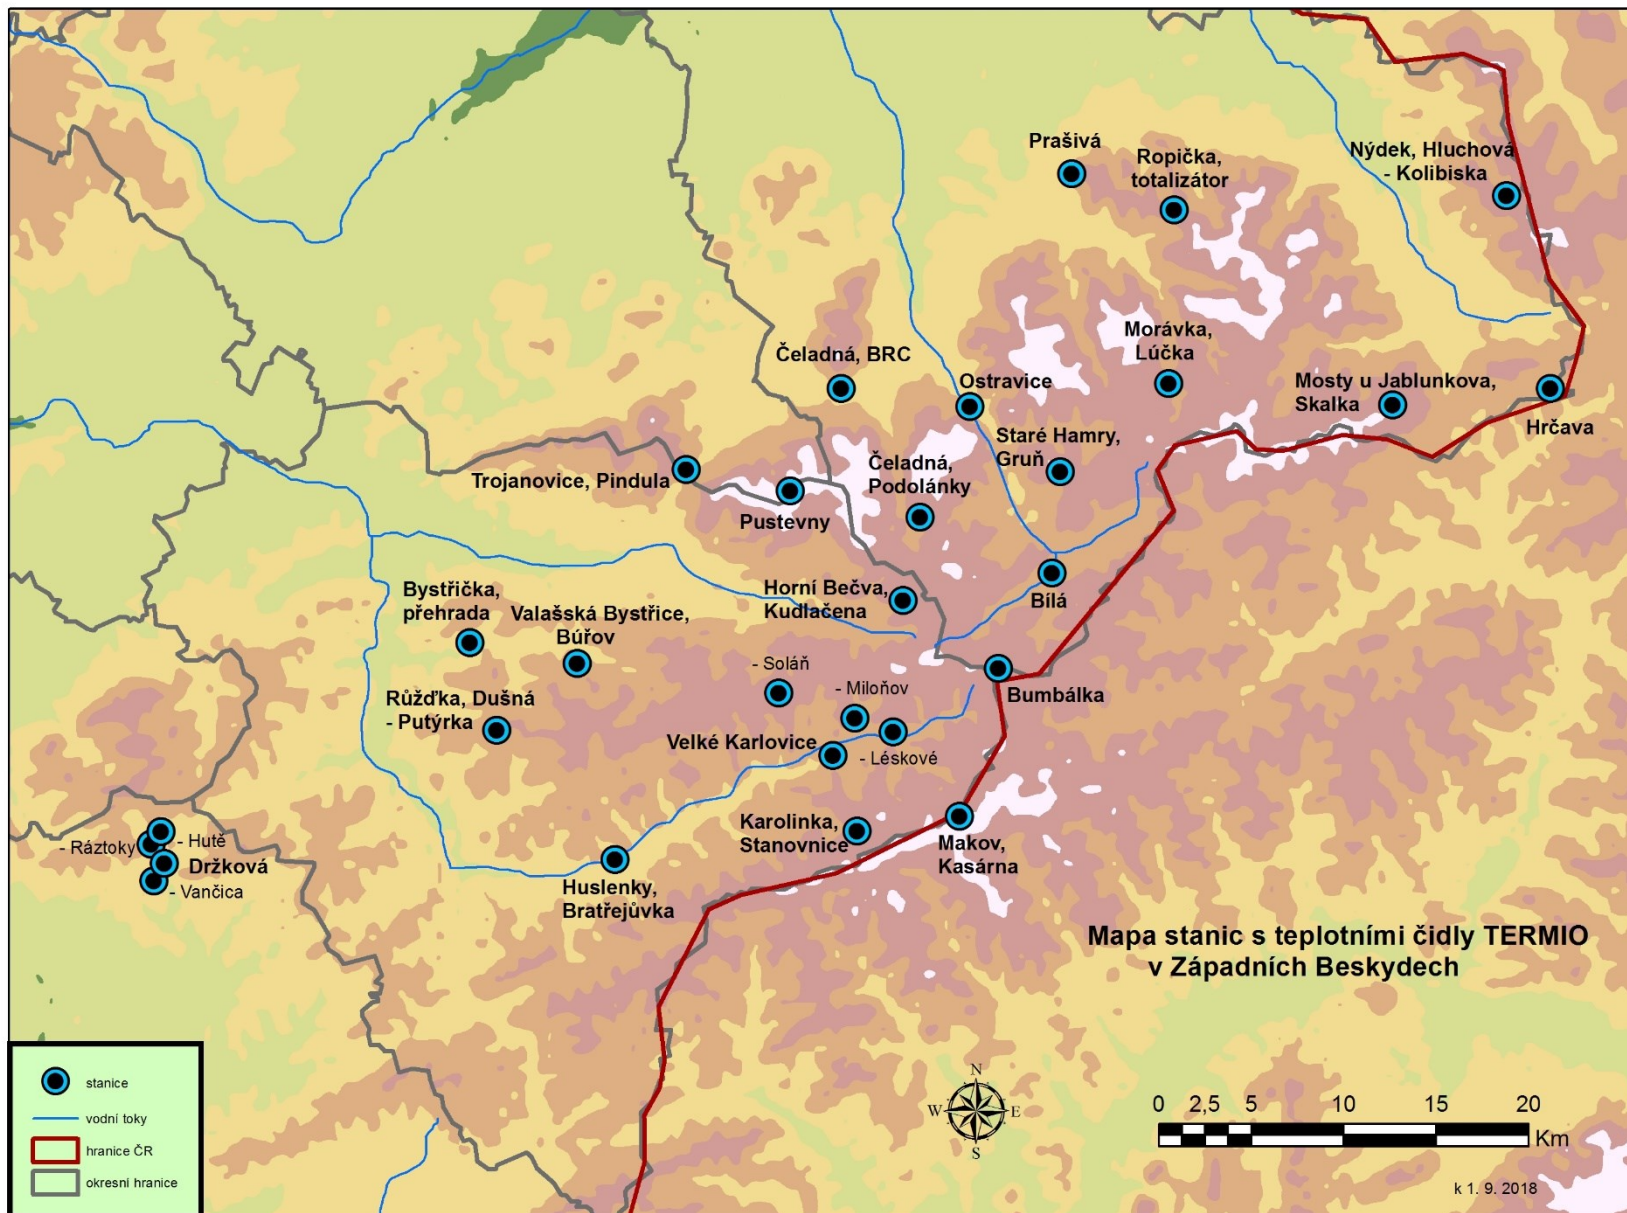 Prašivá
Ropička,
totalizátor
Nýdek, Hluchová
- Kolibiska
Čeladná, BRC
Ostravice
Morávka,
Lúčka
Mosty u Jablunkova,
Skalka
Hrčava
Staré Hamry,
Gruň
Čeladná,
Podolánky
Trojanovice, Pindula
Pustevny
Horní Bečva,
Kudlačena
Bílá
Bystřička,
přehrada
Valašská Bystřice,
Búřov
- Soláň
- Miloňov
Bumbálka
Růžďka, Dušná
- Putýrka
Velké Karlovice
- Léskové
Karolinka,
Stanovnice
Makov,
Kasárna
- Hutě
- Ráztoky
Držková
- Vančica
Huslenky,
Bratřejůvka
Mapa stanic s teplotními čidly TERMIO
v Západních Beskydech
stanice
vodní toky
hranice ČR
okresní hranice
N
W E
S
0 2,5 5 10 15 20
Km
k 1. 9. 2018